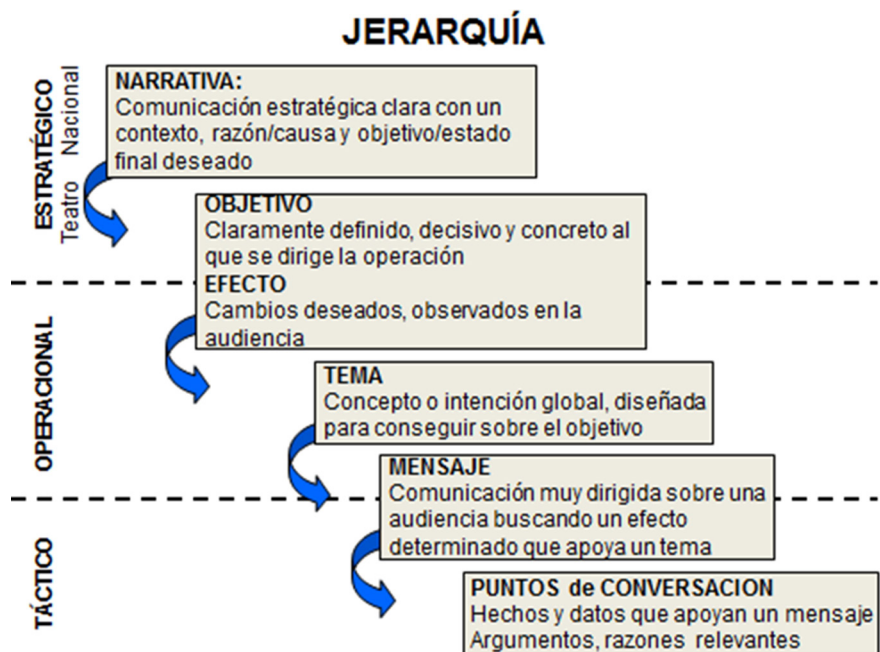 JERARQUÍA
ESTRATÉGICO
Teatro Nacional
NARRATIVA:
Comunicación estratégica clara con un
contexto, razón/causa y objetivo/estado
final deseado
OBJETIVO
Claramente definido, decisivo y concreto al
que se dirige la operación
EFECTO
Cambios deseados, observados en la
audiencia
OPERACIONAL
TEMA
Concepto o intención global, diseñada
para conseguir sobre el objetivo
MENSAJE
Comunicación muy dirigida sobre una
audiencia buscando un efecto
determinado que apoya un tema
TÁCTICO
PUNTOS de CONVERSACION
Hechos y datos que apoyan un mensaje
Argumentos, razones relevantes